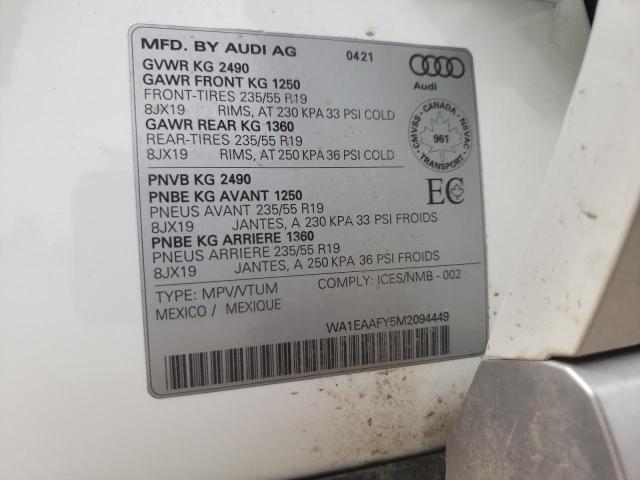 MFD. BY AUDI AG 0421
Audi
GVWR KG 2490
GAWR FRONT KG 1250
FRONT-TIRES 235/55 R19
8JX19 RIMS, AT 230 KPA 33 PSI COLD
GAWR REAR KG 1360
REAR-TIRES 235/55 R19
8JX19 RIMS, AT 250 KPA 36 PSI COLD
CMVSS - CANADA - NSVAC
961
TRANSPORT
PNVB KG 2490
PNBE KG AVANT 1250
PNEUS AVANT 235/55 R19
8JX19 JANTES, A 230 KPA 33 PSI FROIDS
PNBE KG ARRIERE 1360
PNEUS ARRIERE 235/55 R19
8JX19 JANTES, A 250 KPA 36 PSI FROIDS
EC
TYPE: MPV/VTUM COMPLY: ICES/NMB - 002
MEXICO / MEXIQUE
WA1EAAFY5M2094449